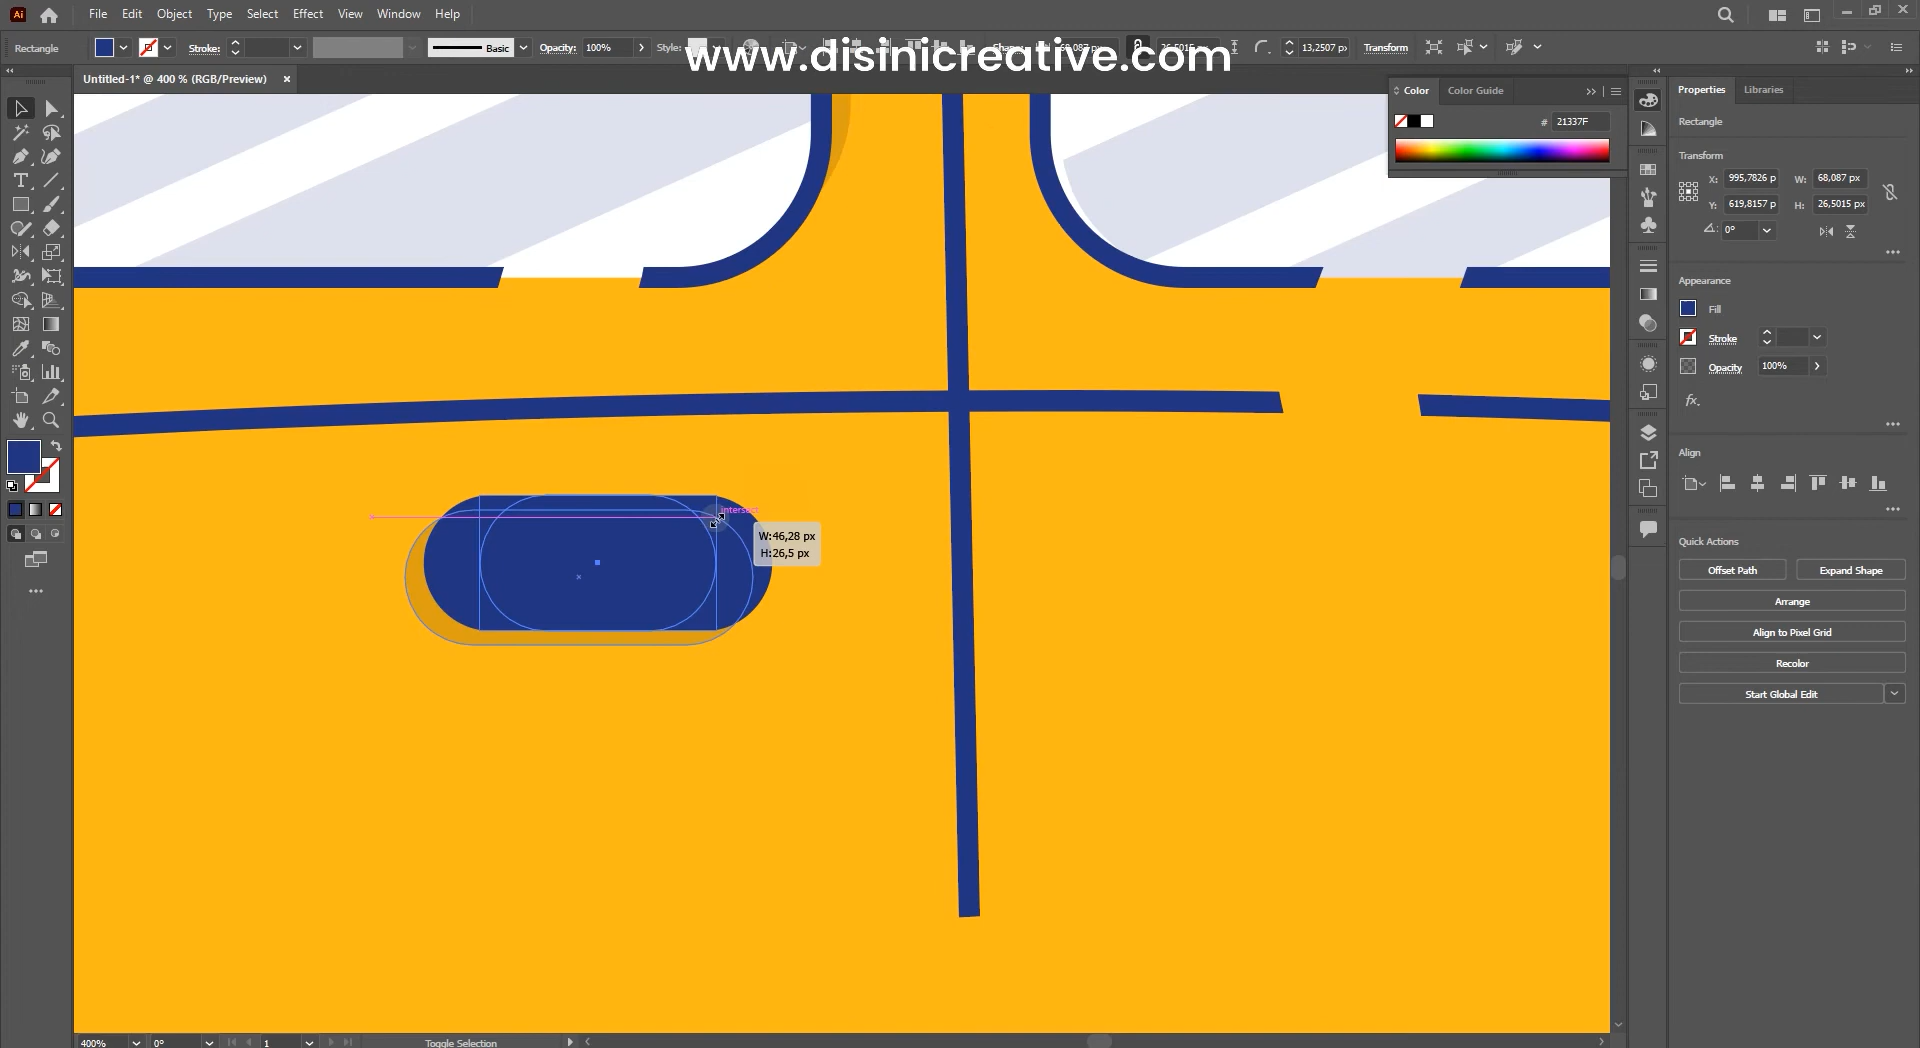 Ai File Edit Object Type Select Effect View Window Help
Rectangle Stroke: Basic Opacity: 100% Style: 13,2507 px Transform
www.disinicreative.com
Untitled-1* @ 400 % (RGB/Preview) ×
Color Color Guide
# 21337F
Properties Libraries
Rectangle
Transform
X: 995,7826 p W: 68,087 px
Y: 619,8157 p H: 26,5015 px
0°
Appearance
Fill
Stroke
Opacity 100%
fx.
Align
Quick Actions
Offset Path Expand Shape
Arrange
Align to Pixel Grid
Recolor
Start Global Edit
intersect
W:46,28 px
H:26,5 px
400% 0° 1 Toggle Selection